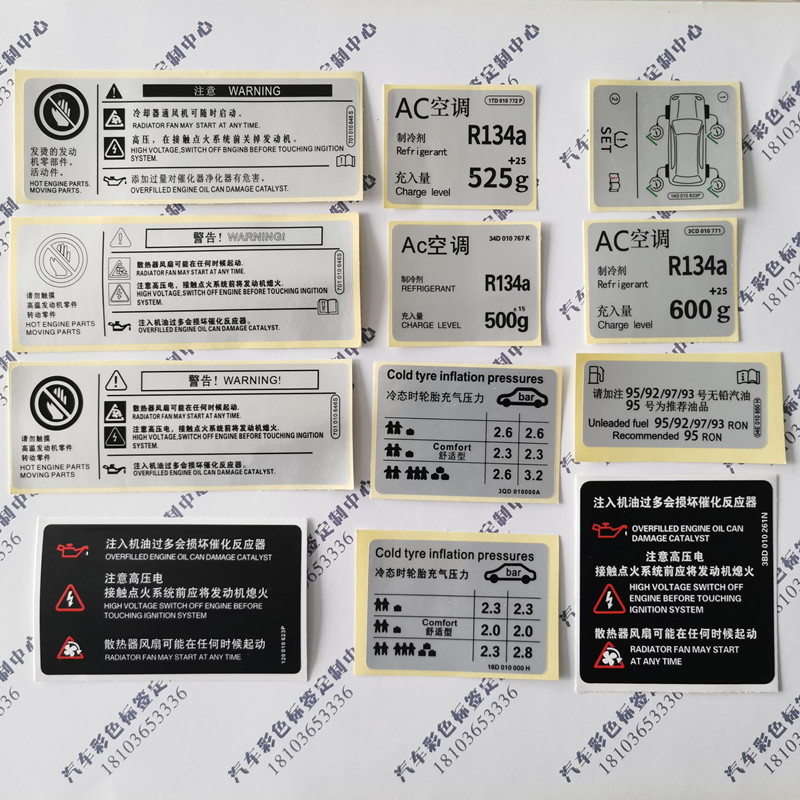 注意 WARNING
冷却器通风机可随时启动。
RADIATOR FAN MAY START AT ANY TIME.
高压，在接触点火系统前关掉发动机。
HIGH VOLTAGE,SWITCH OFF BNGINB BEFORE TOUCHING INGITION
SYSTEM.
添加过量对催化器净化器有危害。
OVERFILLED ENGINE OIL CAN DAMAGE CATALYST.
发烫的发动
机零部件。
活动件。
HOT ENGINE PARTS.
MOVING PARTS.
701 010 646 S
AC空调
1TD 010 772 P
制冷剂
Refrigerant
R134a
充入量
Charge level
+25
525g
2
SET
1
1KD 010 823P
警告! WARNING!
散热器风扇可能在任何时候起动。
RADIATOR FAN MAY START AT ANY TIME.
注意高压电，接触点火系统前应将发动机熄火。
HIGH VOLTAGE,SWITCH OFF ENGINE BEFORE TOUCHING INGITION
SYSTEM.
注入机油过多会损坏催化反应器。
OVERFILLED ENGINE OIL CAN DAMAGE CATALYST.
请勿触摸
高温发动机零件
转动零件
HOT ENGINE PARTS
MOVING PARTS
701 010 646S
Ac空调
34D 010 767 K
制冷剂
REFRIGERANT
R134a
充入量
CHARGE LEVEL
±15
500g
AC空调
3CD 010 771
制冷剂
Refrigerant
R134a
充入量
Charge level
+25
600 g
警告! WARNING!
散热器风扇可能在任何时候起动。
RADIATOR FAN MAY START AT ANY TIME.
注意高压电，接触点火系统前应将发动机熄火。
HIGH VOLTAGE,SWITCH OFF ENGINE BEFORE TOUCHING INGITION
SYSTEM.
注入机油过多会损坏催化反应器。
OVERFILLED ENGINE OIL CAN DAMAGE CATALYST.
请勿触摸
高温发动机零件
转动零件
HOT ENGINE PARTS
MOVING PARTS
701 010 646S
Cold tyre inflation pressures
冷态时轮胎充气压力
bar
2.6 2.6
Comfort
舒适型
2.3 2.3
2.6 3.2
3QD 010000A
请加注 95/92/97/93 号无铅汽油
95 号为推荐油品
Unleaded fuel 95/92/97/93 RON
Recommended 95 RON
注入机油过多会损坏催化反应器
OVERFILLED ENGINE OIL CAN DAMAGE CATALYST
注意高压电
接触点火系统前应将发动机熄火
HIGH VOLTAGE SWITCH OFF ENGINE BEFORE
TOUCHING INGITION SYSTEM
散热器风扇可能在任何时候起动
RADIATOR FAN MAY START AT ANY TIME
120 010 623P
Cold tyre inflation pressures
冷态时轮胎充气压力
bar
2.3 2.3
Comfort
舒适型
2.0 2.0
2.3 2.8
16D 010 000 H
注入机油过多会损坏催化反应器
OVERFILLED ENGINE OIL CAN
DAMAGE CATALYST
注意高压电
接触点火系统前应将发动机熄火
HIGH VOLTAGE SWITCH OFF
ENGINE BEFORE TOUCHING
IGNITION SYSTEM
散热器风扇可能在任何时候起动
RADIATOR FAN MAY START
AT ANY TIME
3BD 010 261N
汽车彩色标签定制中心
18103653336